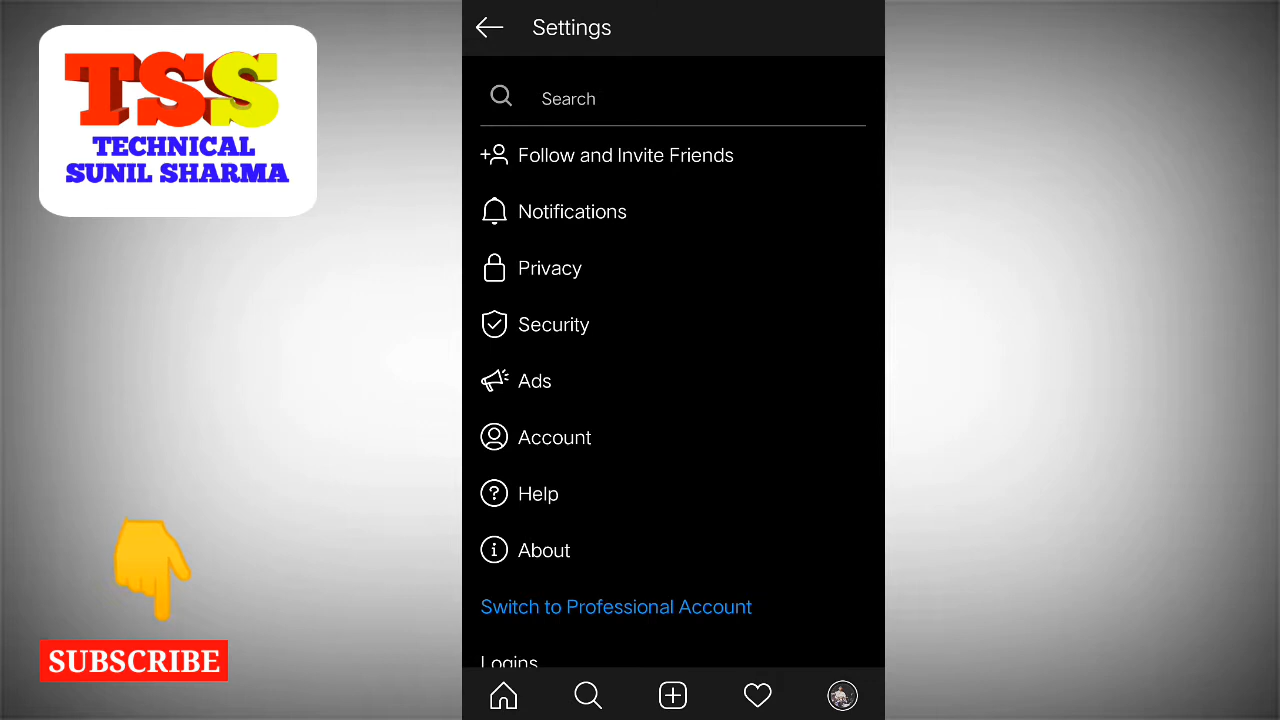 TSS
TECHNICAL
SUNIL SHARMA
SUBSCRIBE
Settings
Search
Follow and Invite Friends
Notifications
Privacy
Security
Ads
Account
Help
About
Switch to Professional Account
Logins